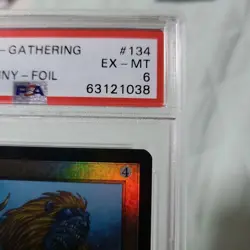 -GATHERING #134
NY-FOIL EX-MT
6
PSA 63121038
4